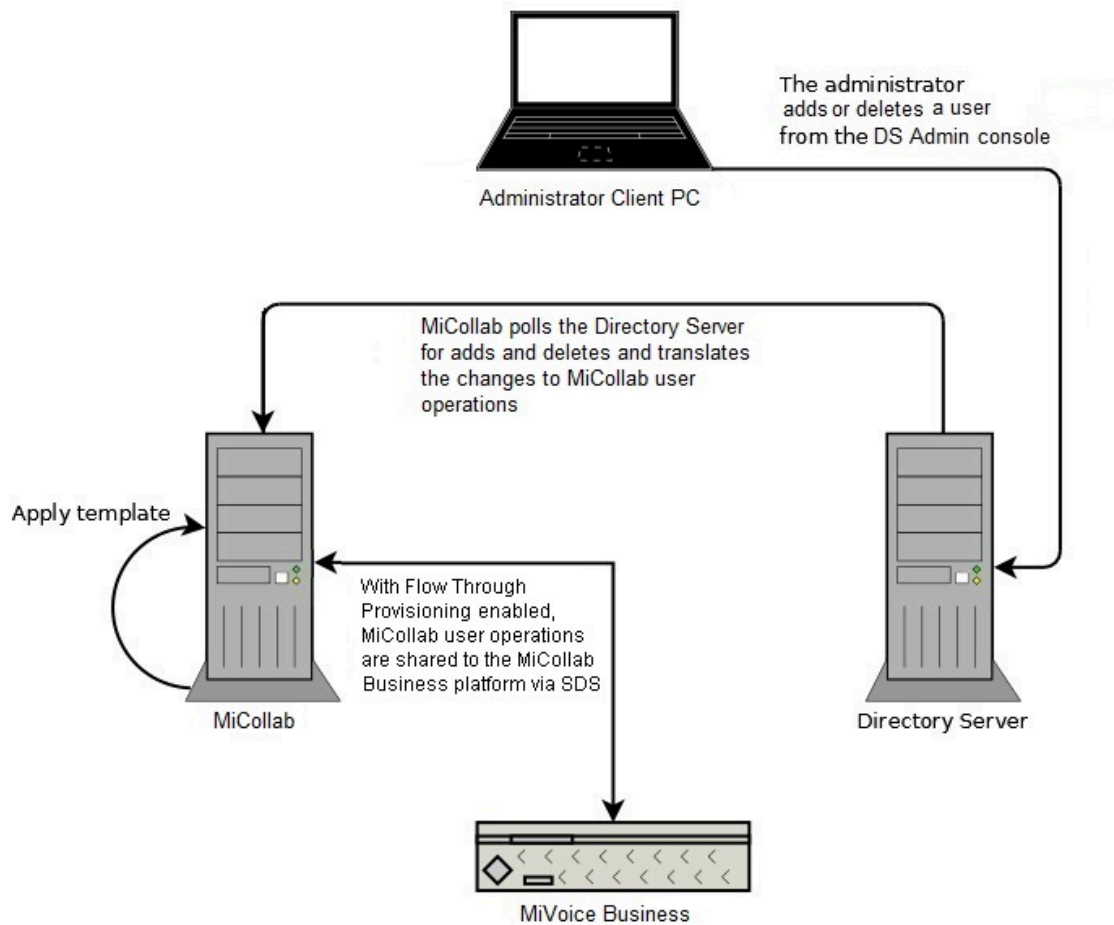 The administrator
adds or deletes a user
from the DS Admin console
Administrator Client PC
MiCollab polls the Directory Server
for adds and deletes and translates
the changes to MiCollab user
operations
Apply template
With Flow Through
Provisioning enabled,
MiCollab user operations
are shared to the MiCollab
Business platform via SDS
MiCollab
Directory Server
MiVoice Business